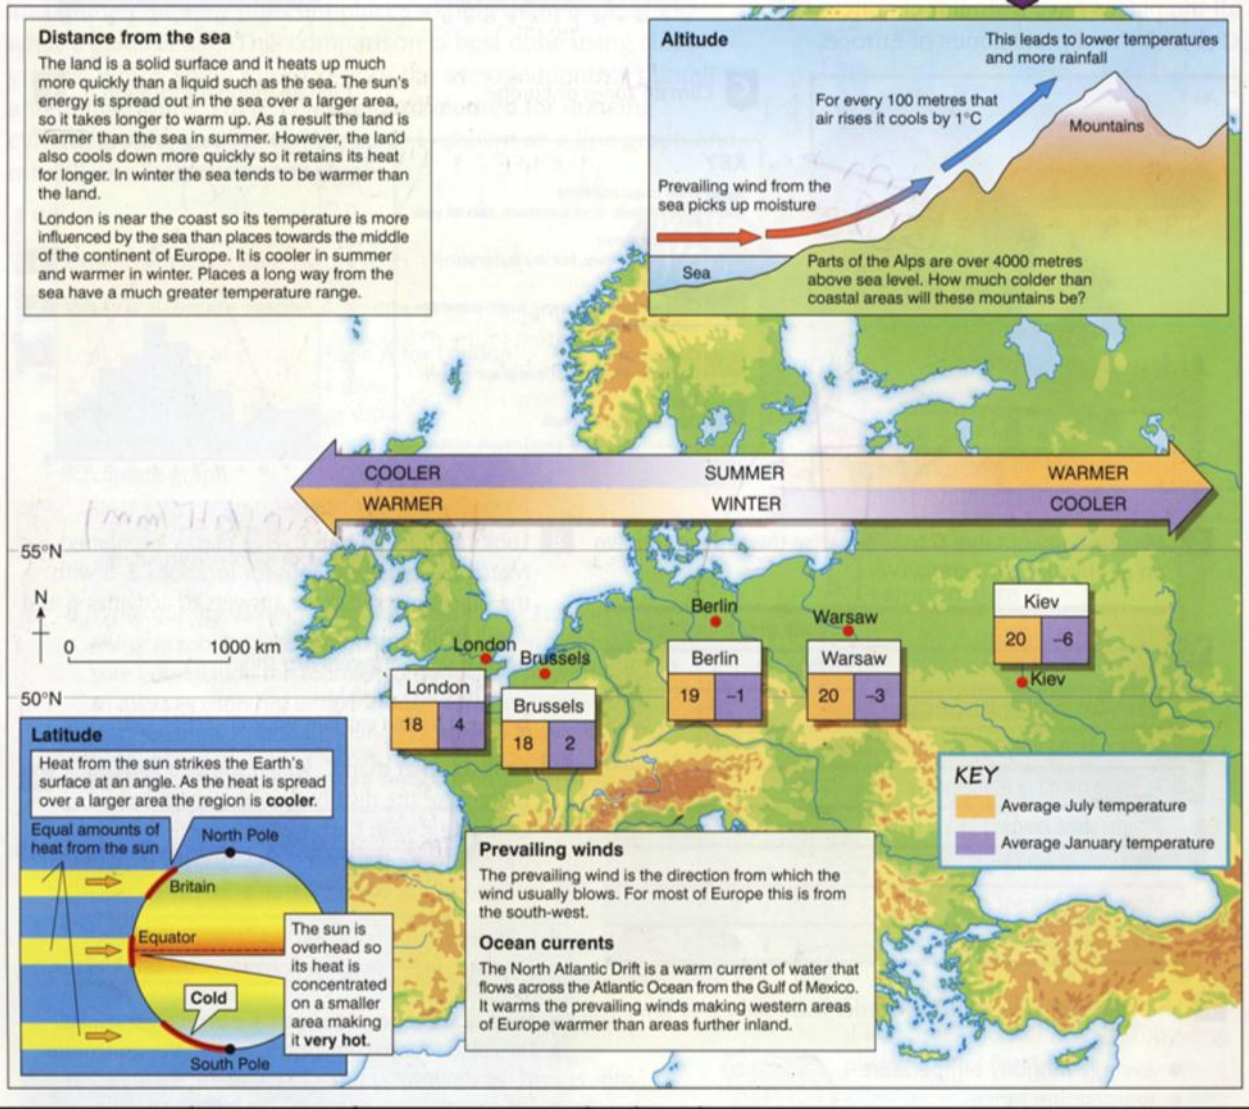 Distance from the sea
The land is a solid surface and it heats up much
more quickly than a liquid such as the sea. The sun's
energy is spread out in the sea over a larger area,
so it takes longer to warm up. As a result the land is
warmer than the sea in summer. However, the land
also cools down more quickly so it retains its heat
for longer. In winter the sea tends to be warmer than
the land.
London is near the coast so its temperature is more
influenced by the sea than places towards the middle
of the continent of Europe. It is cooler in summer
and warmer in winter. Places a long way from the
sea have a much greater temperature range.
Altitude
This leads to lower temperatures
and more rainfall
For every 100 metres that
air rises it cools by 1°C
Mountains
Prevailing wind from the
sea picks up moisture
Sea
Parts of the Alps are over 4000 metres
above sea level. How much colder than
coastal areas will these mountains be?
COOLER SUMMER WARMER
WARMER WINTER COOLER
55°N
N
0 1000 km
50°N
London
Brussels
Berlin
Warsaw
Kiev
London
18 4
Brussels
18 2
Berlin
19 –1
Warsaw
20 –3
Kiev
20 –6
KEY
Average July temperature
Average January temperature
Latitude
Heat from the sun strikes the Earth's
surface at an angle. As the heat is spread
over a larger area the region is cooler.
Equal amounts of
heat from the sun
North Pole
Britain
Equator
The sun is
overhead so
its heat is
concentrated
on a smaller
area making
it very hot.
Cold
South Pole
Prevailing winds
The prevailing wind is the direction from which the
wind usually blows. For most of Europe this is from
the south-west.
Ocean currents
The North Atlantic Drift is a warm current of water that
flows across the Atlantic Ocean from the Gulf of Mexico.
It warms the prevailing winds making western areas
of Europe warmer than areas further inland.